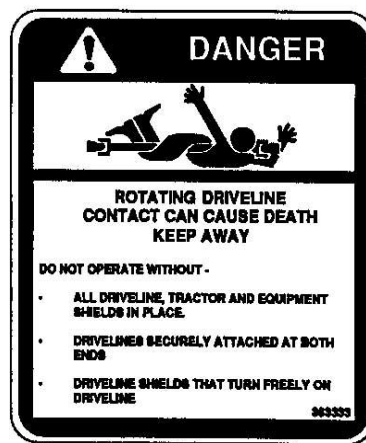 DANGER
ROTATING DRIVELINE
CONTACT CAN CAUSE DEATH
KEEP AWAY
DO NOT OPERATE WITHOUT -
• ALL DRIVELINE, TRACTOR AND EQUIPMENT
SHIELDS IN PLACE.
• DRIVELINES SECURELY ATTACHED AT BOTH
ENDS
• DRIVELINE SHIELDS THAT TURN FREELY ON
DRIVELINE
363333